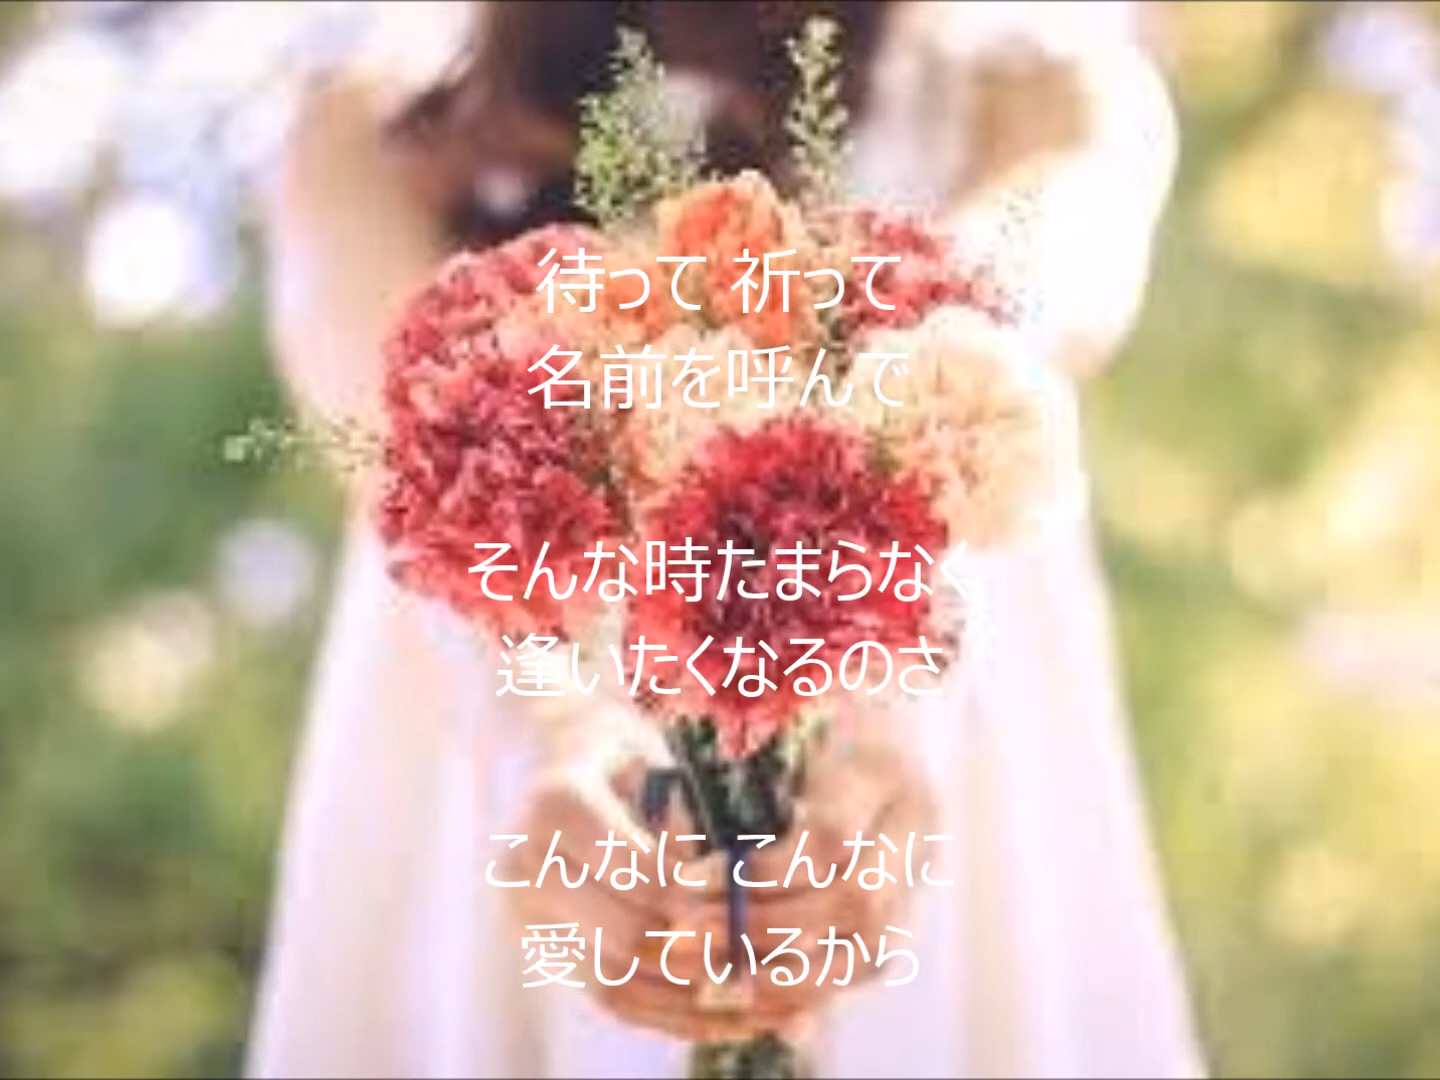 待って 祈って
名前を呼んで
そんな時たまらなく
逢いたくなるのさ
こんなに こんなに
愛しているから